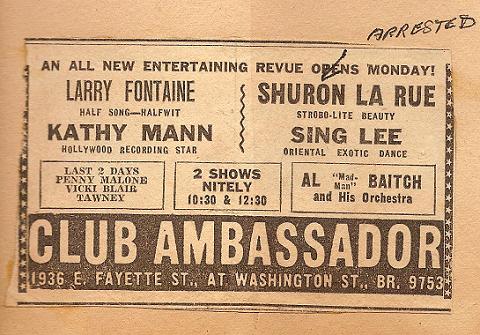 ARRESTED
AN ALL NEW ENTERTAINING REVUE OPENS MONDAY!
LARRY FONTAINE
HALF SONG—HALFWIT
KATHY MANN
HOLLYWOOD RECORDING STAR
SHURON LA RUE
STROBO-LITE BEAUTY
SING LEE
ORIENTAL EXOTIC DANCE
LAST 2 DAYS
PENNY MALONE
VICKI BLAIR
TAWNEY
2 SHOWS
NITELY
10:30 & 12:30
AL "Mad-Man" BAITCH
and His Orchestra
CLUB AMBASSADOR
1936 E. FAYETTE ST., AT WASHINGTON ST., BR. 9753